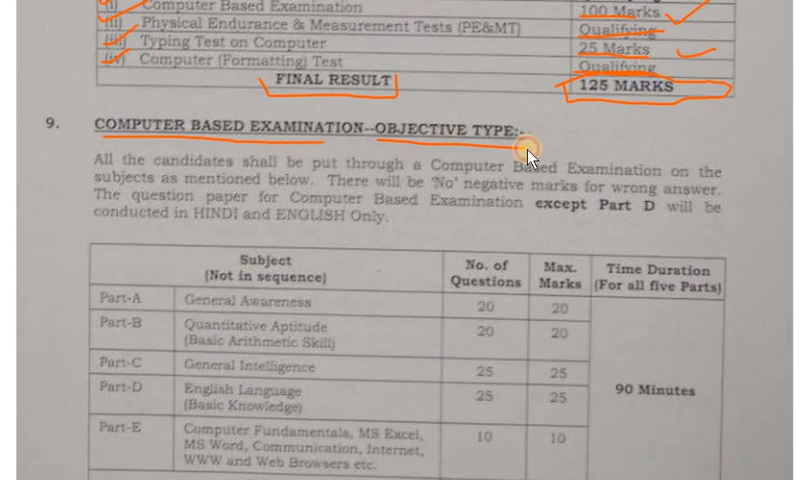 (i) Computer Based Examination 100 Marks
(ii) Physical Endurance & Measurement Tests (PE&MT) Qualifying
(iii) Typing Test on Computer 25 Marks
(iv) Computer (Formatting) Test Qualifying
FINAL RESULT 125 MARKS
9. COMPUTER BASED EXAMINATION--OBJECTIVE TYPE:-
All the candidates shall be put through a Computer Based Examination on the
subjects as mentioned below. There will be 'No' negative marks for wrong answer.
The question paper for Computer Based Examination except Part D will be
conducted in HINDI and ENGLISH Only.
Subject
(Not in sequence)
No. of
Questions
Max.
Marks
Time Duration
(For all five Parts)
Part-A General Awareness 20 20
Part-B Quantitative Aptitude
(Basic Arithmetic Skill) 20 20
Part-C General Intelligence 25 25
Part-D English Language
(Basic Knowledge) 25 25
90 Minutes
Part-E Computer Fundamentals, MS Excel,
MS Word, Communication, Internet,
WWW and Web Browsers etc. 10 10